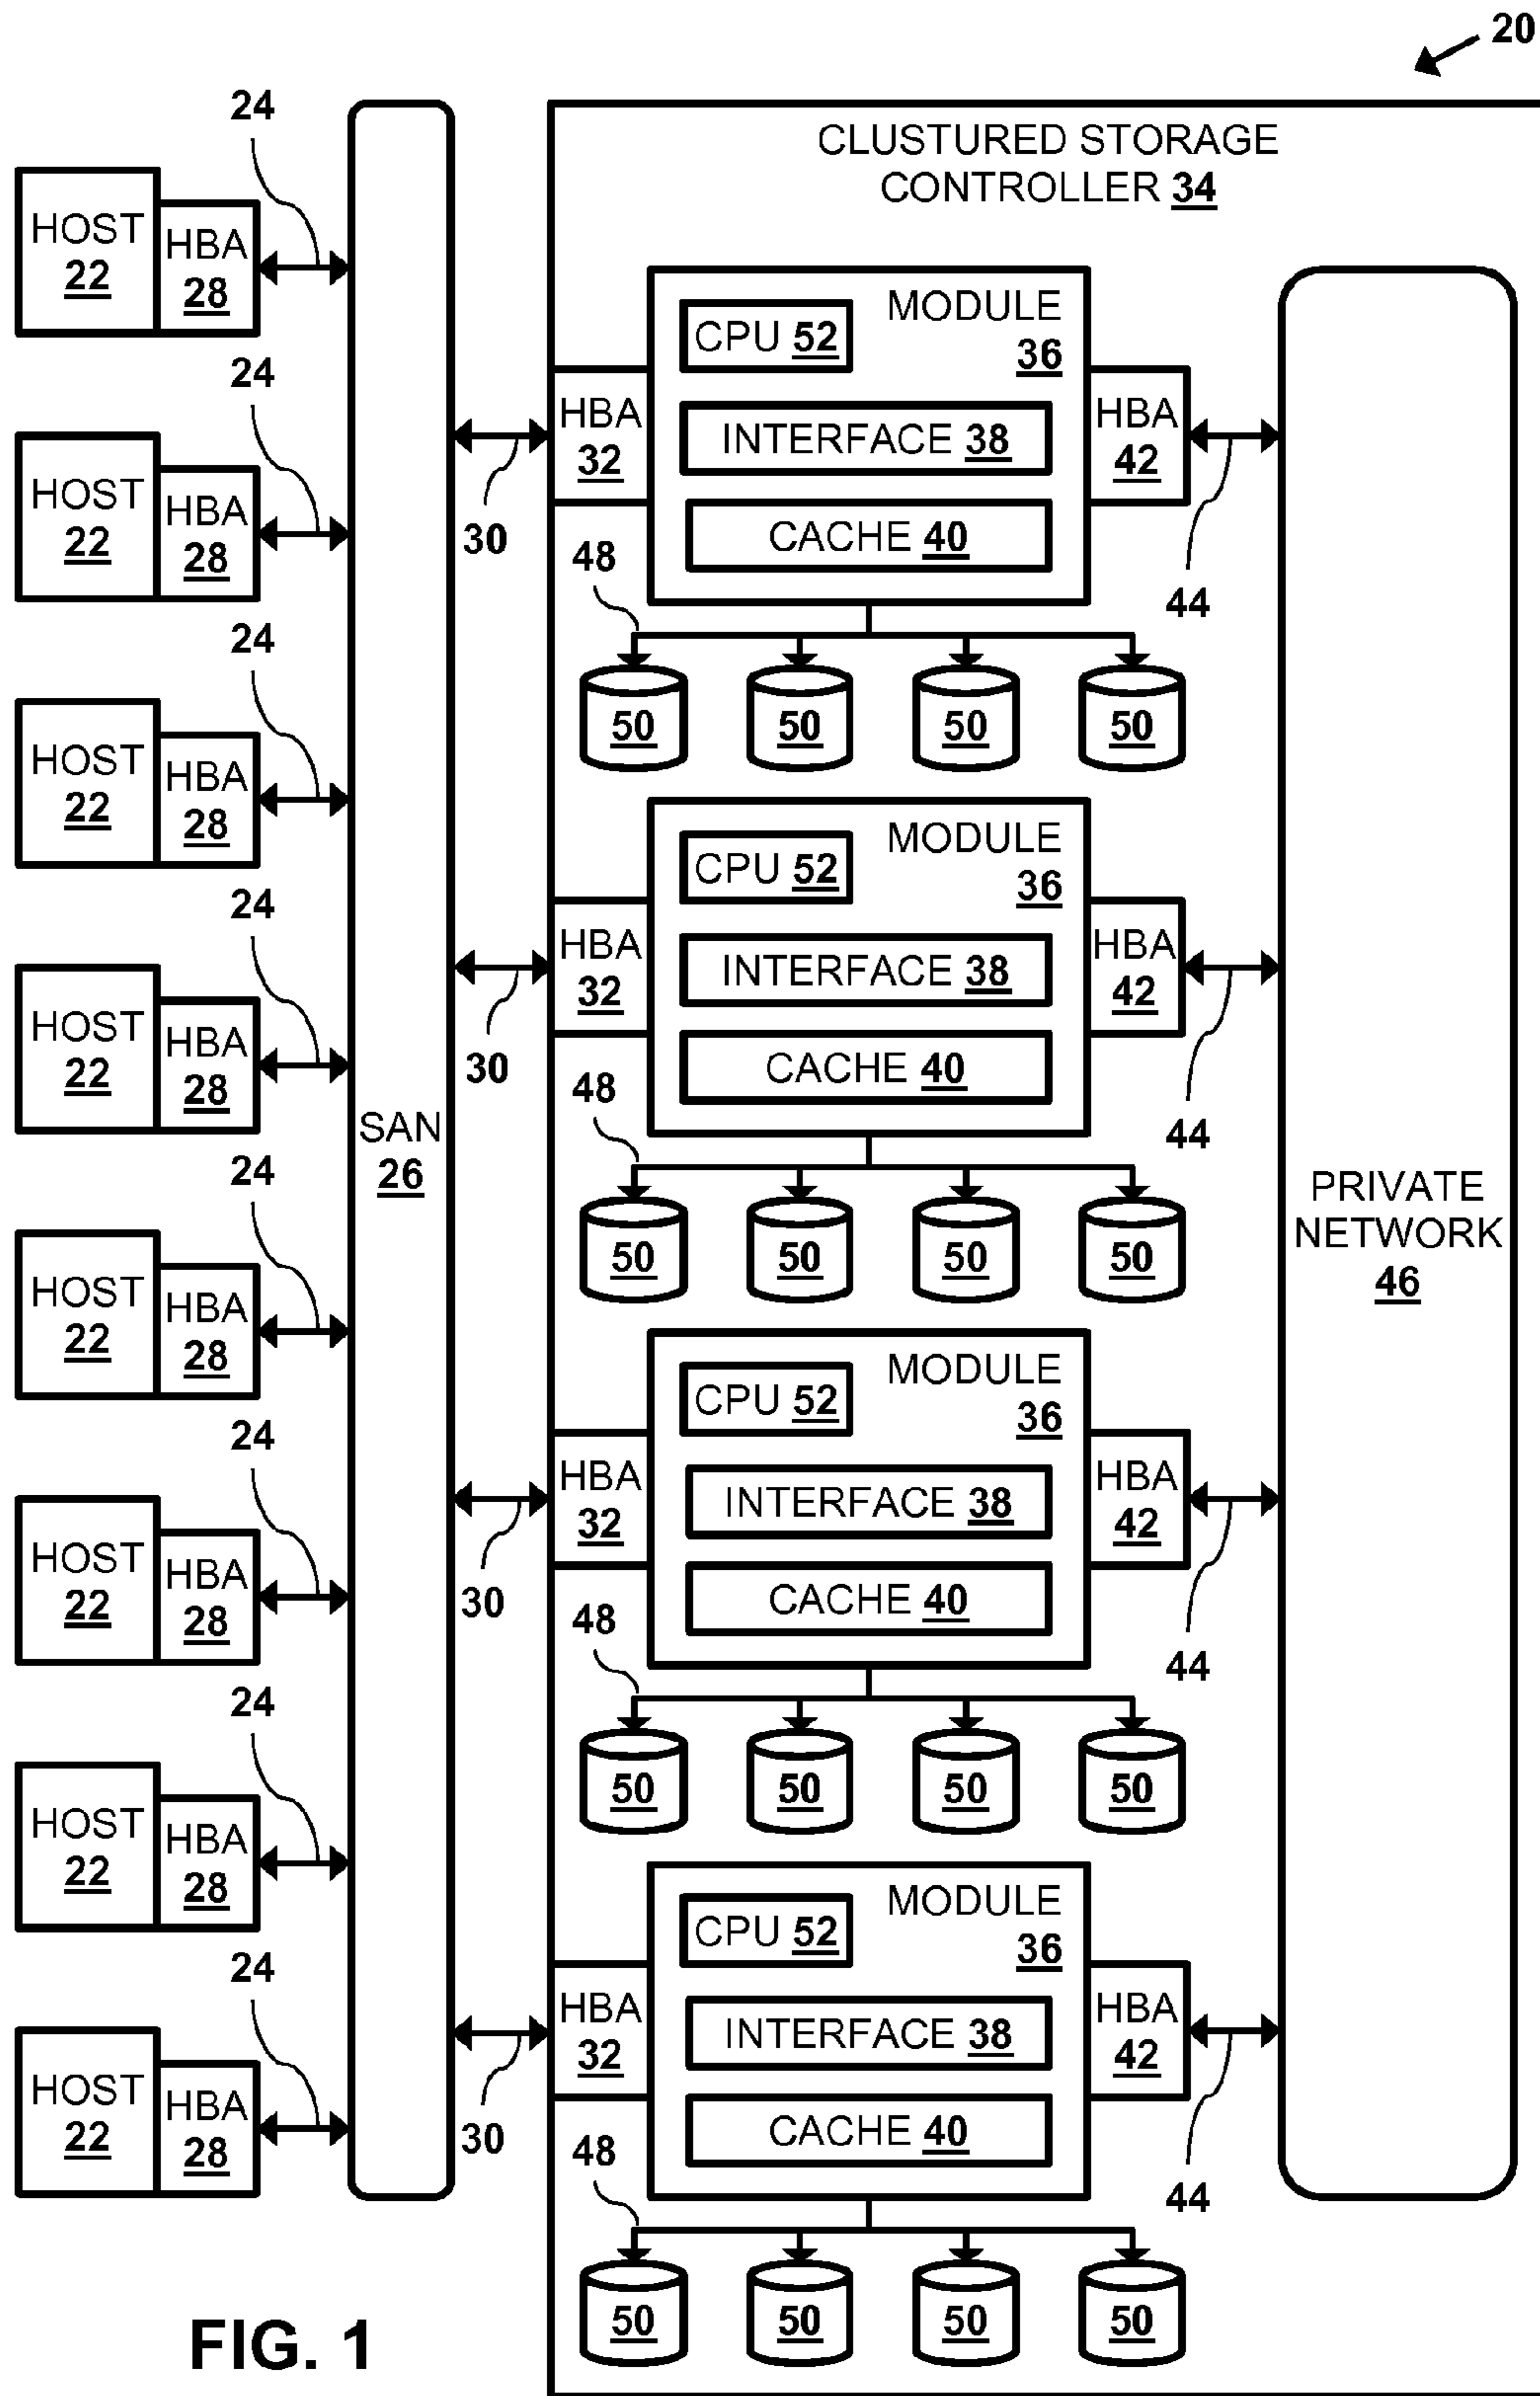 20
CLUSTURED STORAGE
CONTROLLER 34
24
HOST
22
HBA
28
24
HOST
22
HBA
28
24
HOST
22
HBA
28
24
HOST
22
HBA
28
24
HOST
22
HBA
28
24
HOST
22
HBA
28
24
HOST
22
HBA
28
24
HOST
22
HBA
28
SAN
26
30
HBA
32
MODULE
36
CPU 52
INTERFACE 38
CACHE 40
HBA
42
44
48
50
50
50
50
30
HBA
32
MODULE
36
CPU 52
INTERFACE 38
CACHE 40
HBA
42
44
48
50
50
50
50
30
HBA
32
MODULE
36
CPU 52
INTERFACE 38
CACHE 40
HBA
42
44
48
50
50
50
50
30
HBA
32
MODULE
36
CPU 52
INTERFACE 38
CACHE 40
HBA
42
44
48
50
50
50
50
PRIVATE
NETWORK
46
FIG. 1